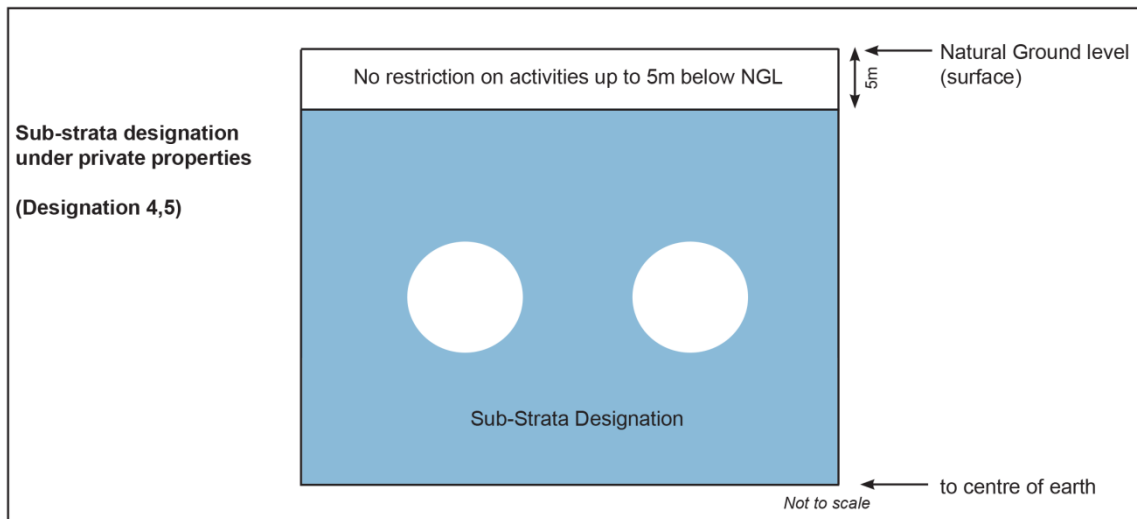 Natural Ground level
(surface)
No restriction on activities up to 5m below NGL
5m
Sub-strata designation
under private properties
(Designation 4,5)
Sub-Strata Designation
to centre of earth
Not to scale